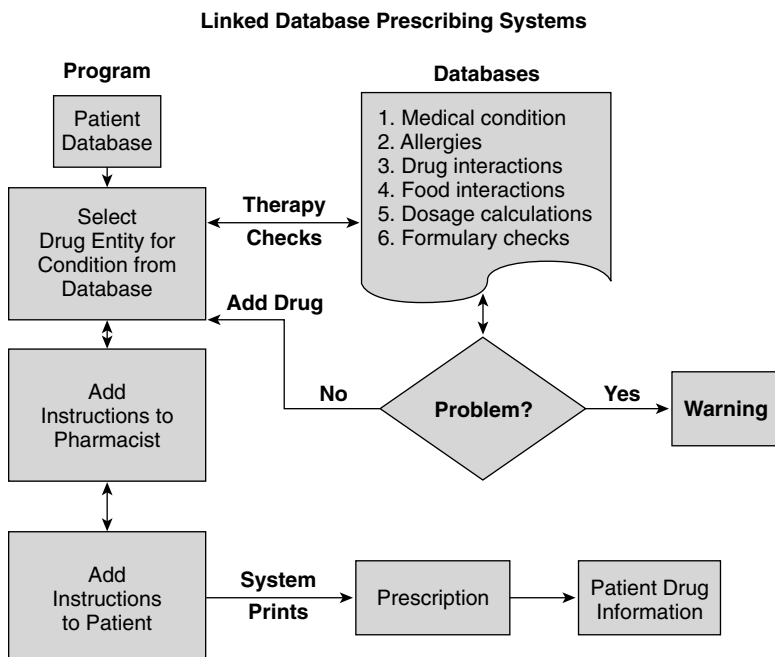 Linked Database Prescribing Systems
Program
Databases
Patient
Database
1. Medical condition
2. Allergies
3. Drug interactions
4. Food interactions
5. Dosage calculations
6. Formulary checks
Select
Drug Entity for
Condition from
Database
Therapy
Checks
Add Drug
Add
Instructions to
Pharmacist
No
Problem?
Yes
Warning
Add
Instructions
to Patient
System
Prints
Prescription
Patient Drug
Information